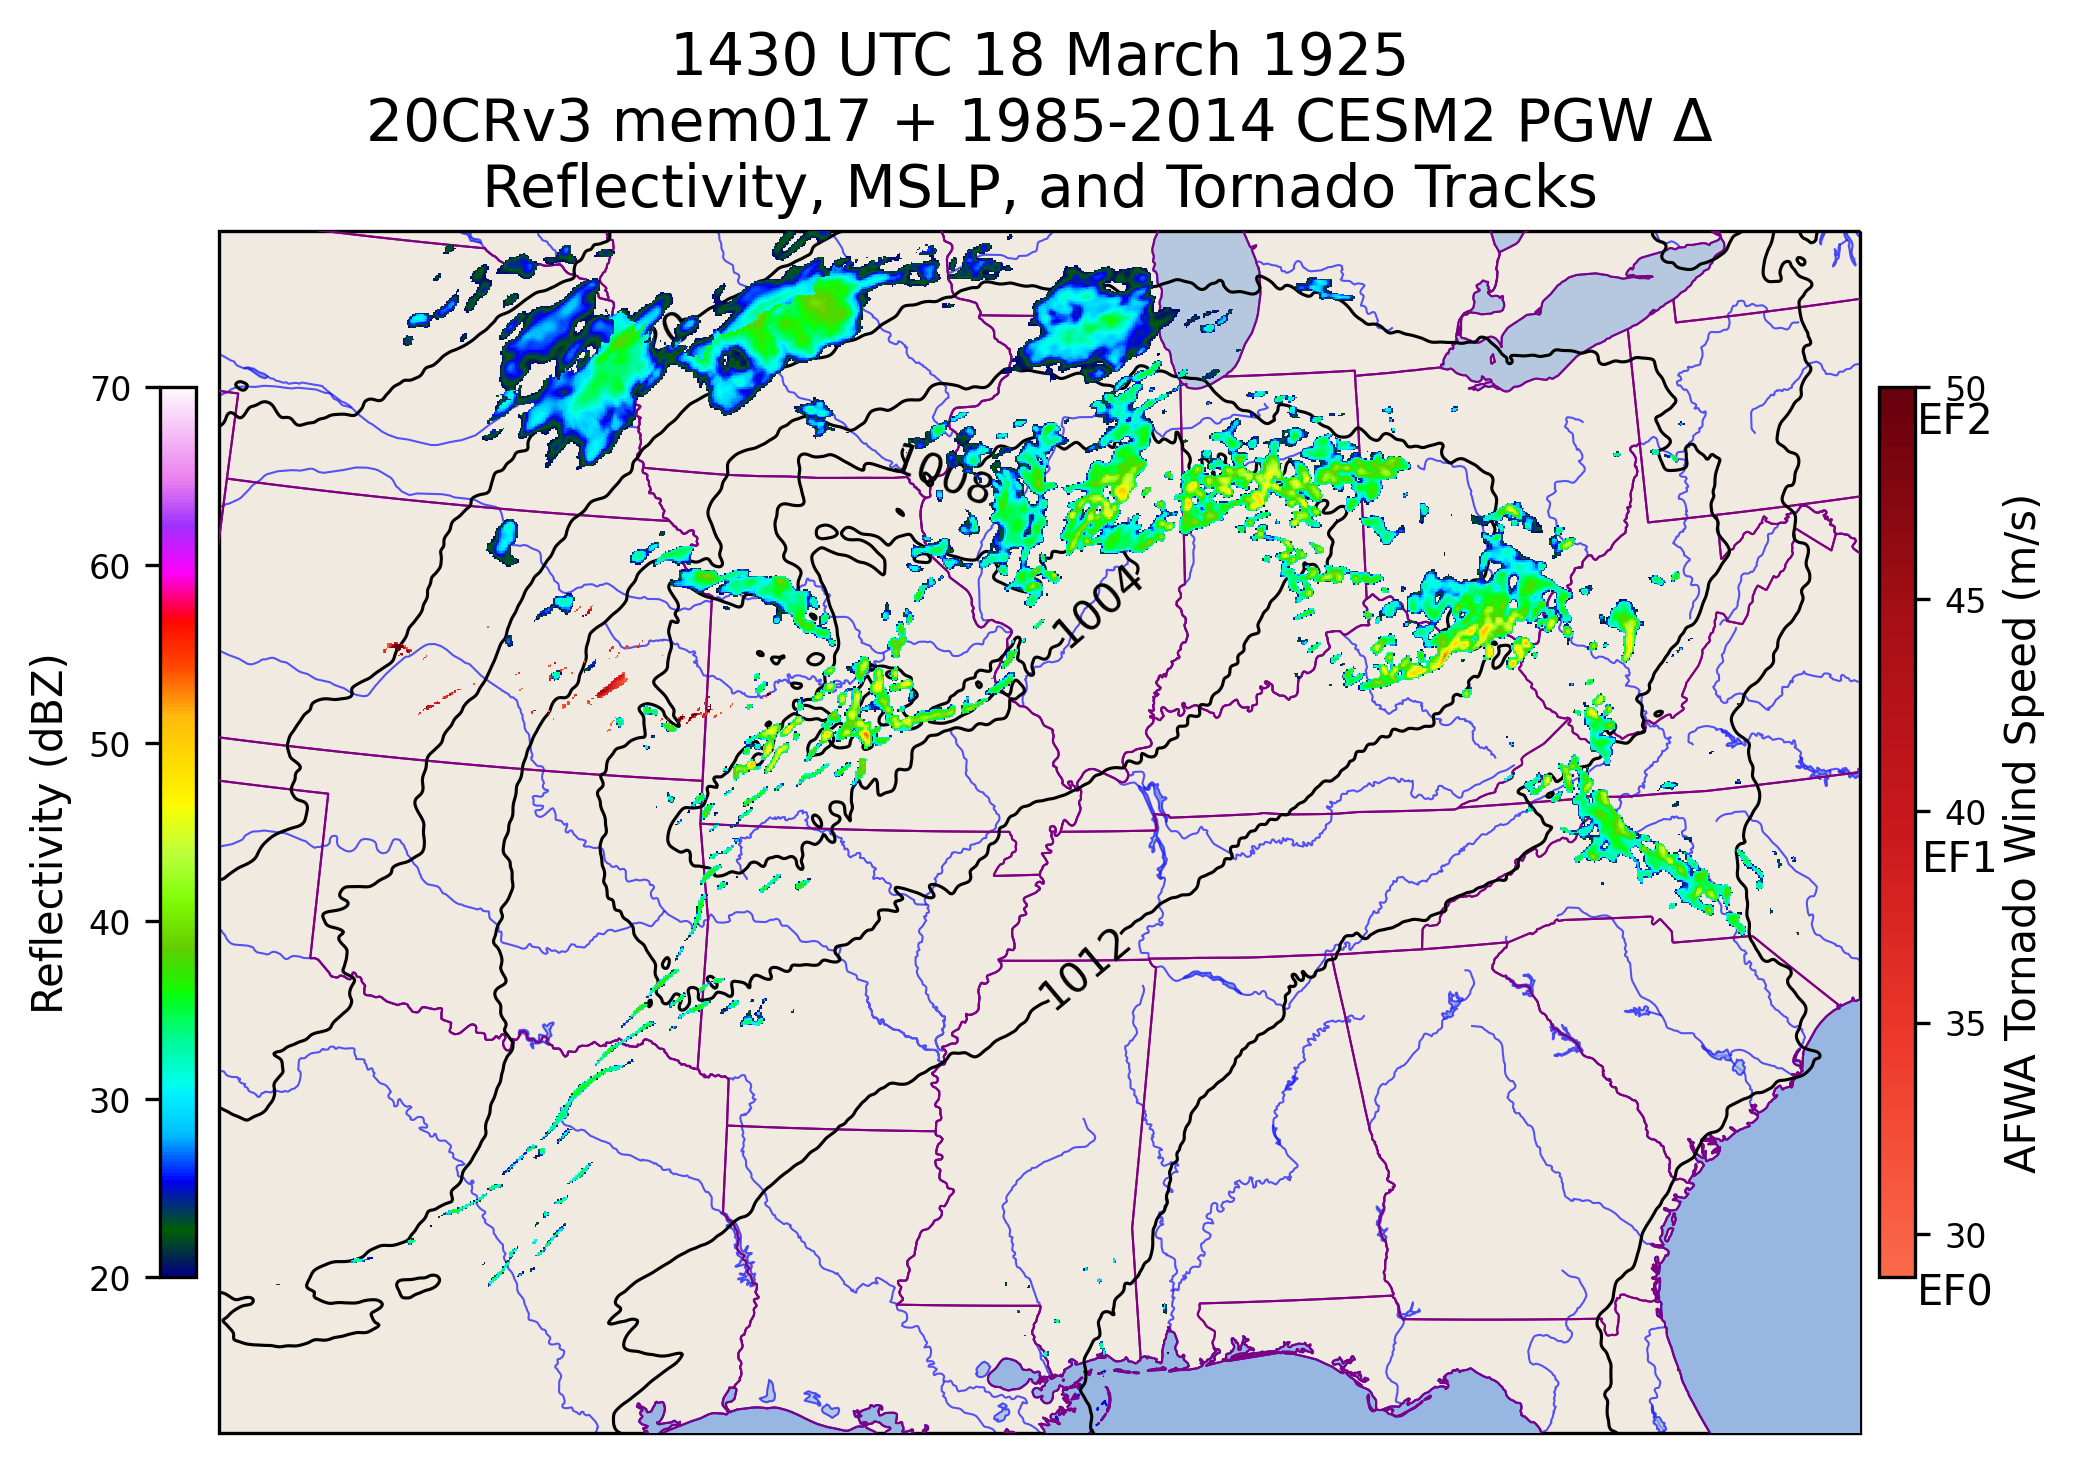 1430 UTC 18 March 1925
20CRv3 mem017 + 1985-2014 CESM2 PGW Δ
Reflectivity, MSLP, and Tornado Tracks
70
60
50
40
30
20
Reflectivity (dBZ)
1008
1004
1012
50
EF2
45
40
EF1
35
30
EF0
AFWA Tornado Wind Speed (m/s)